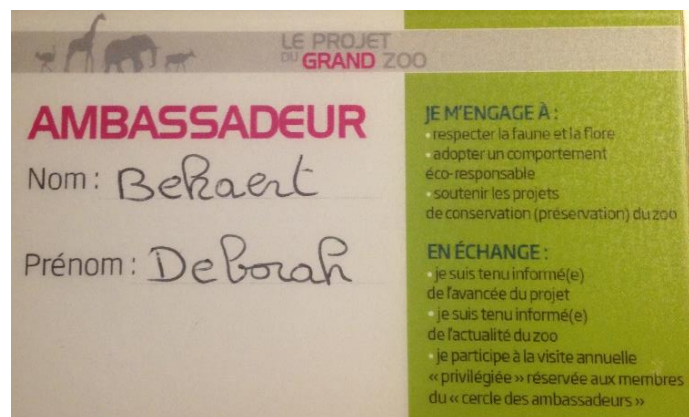 LE PROJET
DU GRAND ZOO
AMBASSADEUR
Nom : Bekaert
Prénom : Deborah
JE M'ENGAGE À :
• respecter la faune et la flore
• adopter un comportement
éco-responsable
• soutenir les projets
de conservation (préservation) du zoo
EN ÉCHANGE :
• je suis tenu informé(e)
de l'avancée du projet
• je suis tenu informé(e)
de l'actualité du zoo
• je participe à la visite annuelle
« privilégiée » réservée aux membres
du « cercle des ambassadeurs »